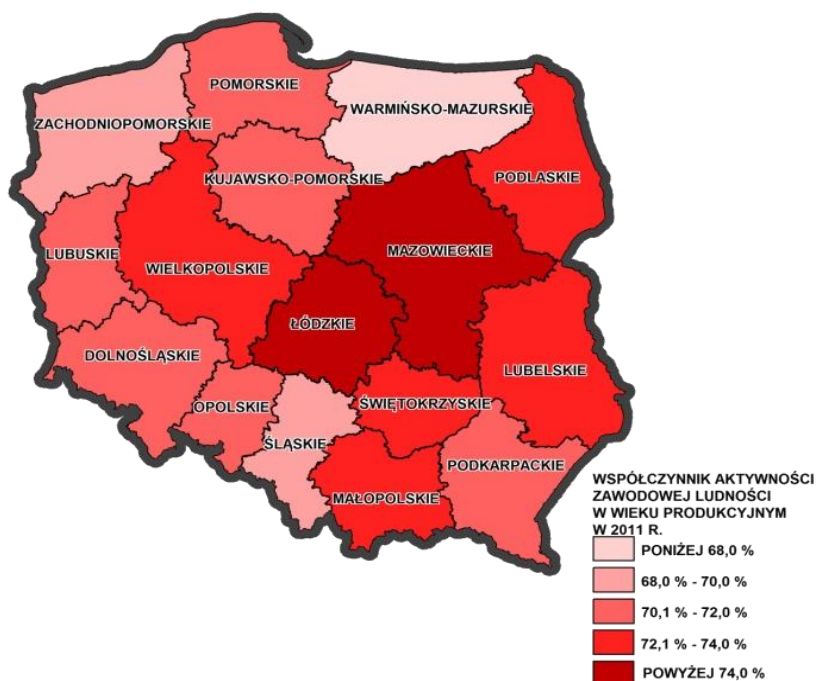 POMORSKIE
WARMIŃSKO-MAZURSKIE
ZACHODNIOPOMORSKIE
KUJAWSKO-POMORSKIE
PODLASKIE
LUBUSKIE
WIELKOPOLSKIE
MAZOWIECKIE
ŁÓDZKIE
DOLNOŚLĄSKIE
LUBELSKIE
OPOLSKIE
ŚWIĘTOKRZYSKIE
ŚLĄSKIE
PODKARPACKIE
MAŁOPOLSKIE
WSPÓŁCZYNNIK AKTYWNOŚCI
ZAWODOWEJ LUDNOŚCI
W WIEKU PRODUKCYJNYM
W 2011 R.
PONIŻEJ 68,0 %
68,0 % - 70,0 %
70,1 % - 72,0 %
72,1 % - 74,0 %
POWYŻEJ 74,0 %